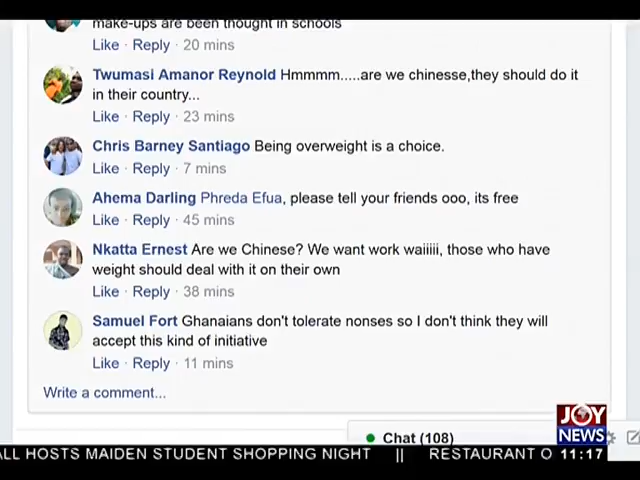 make-ups are been thought in schools
Like · Reply · 20 mins
Twumasi Amanor Reynold Hmmmm.....are we chinesse,they should do it
in their country...
Like · Reply · 23 mins
Chris Barney Santiago Being overweight is a choice.
Like · Reply · 7 mins
Ahema Darling Phreda Efua, please tell your friends ooo, its free
Like · Reply · 45 mins
Nkatta Ernest Are we Chinese? We want work waiiiii, those who have
weight should deal with it on their own
Like · Reply · 38 mins
Samuel Fort Ghanaians don't tolerate nonses so I don't think they will
accept this kind of initiative
Like · Reply · 11 mins
Write a comment...
Chat (108)
JOY
NEWS
ALL HOSTS MAIDEN STUDENT SHOPPING NIGHT || RESTAURANT O 11:17